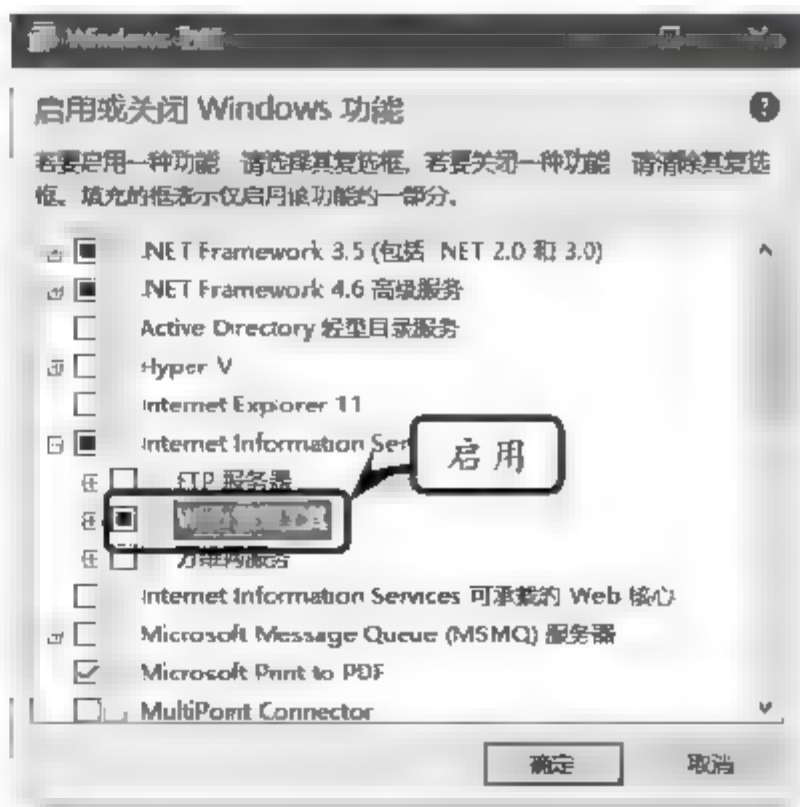 Windows 功能
启用或关闭 Windows 功能
若要启用一种功能，请选择其复选框。若要关闭一种功能，请清除其复选
框。填充的框表示仅启用该功能的一部分。
.NET Framework 3.5 (包括 .NET 2.0 和 3.0)
.NET Framework 4.6 高级服务
Active Directory 轻型目录服务
Hyper-V
Internet Explorer 11
Internet Information Ser
启用
FTP 服务器
万维网服务
Internet Information Services 可承载的 Web 核心
Microsoft Message Queue (MSMQ) 服务器
Microsoft Print to PDF
MultiPoint Connector
确定
取消